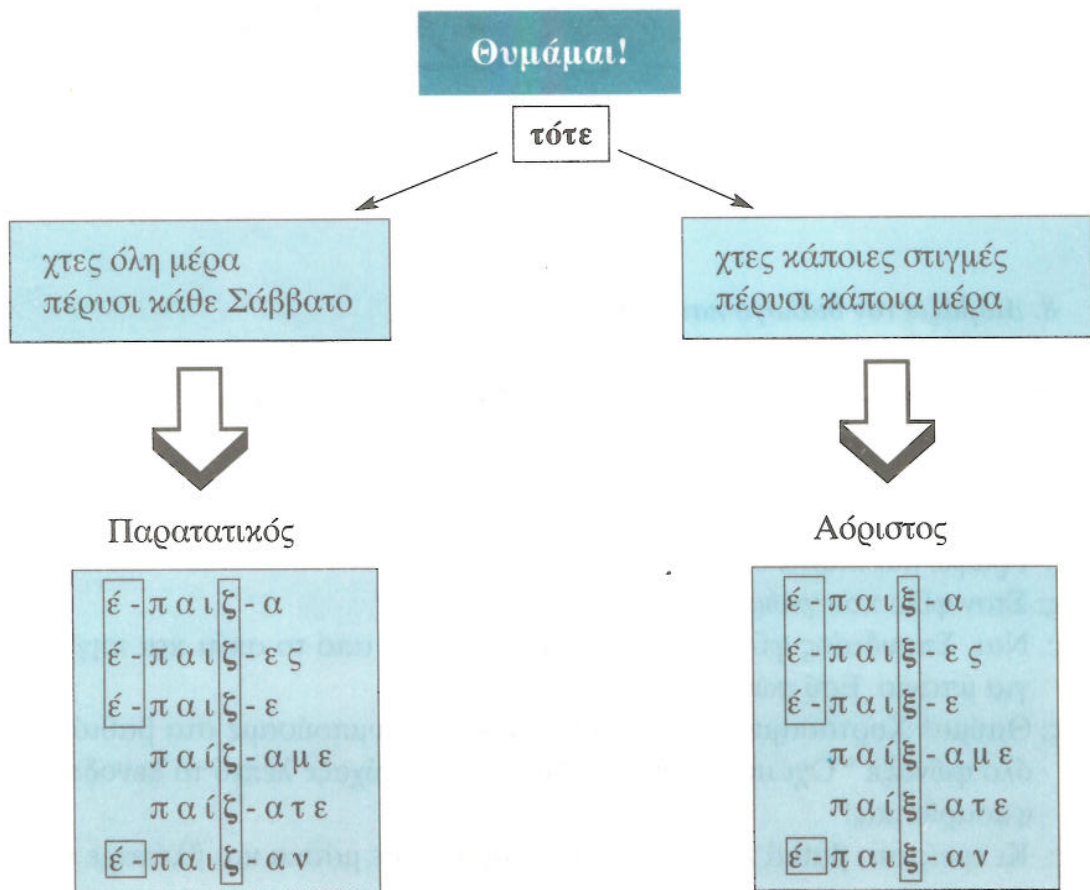 Θυμάμαι!
τότε
χτες όλη μέρα
πέρυσι κάθε Σάββατο
χτες κάποιες στιγμές
πέρυσι κάποια μέρα
Παρατατικός
Αόριστος
έ-παιζ-α
έ-παιζ-ες
έ-παιζ-ε
παίζ-αμε
παίζ-ατε
έ-παιζ-αν
έ-παιξ-α
έ-παιξ-ες
έ-παιξ-ε
παίξ-αμε
παίξ-ατε
έ-παιξ-αν